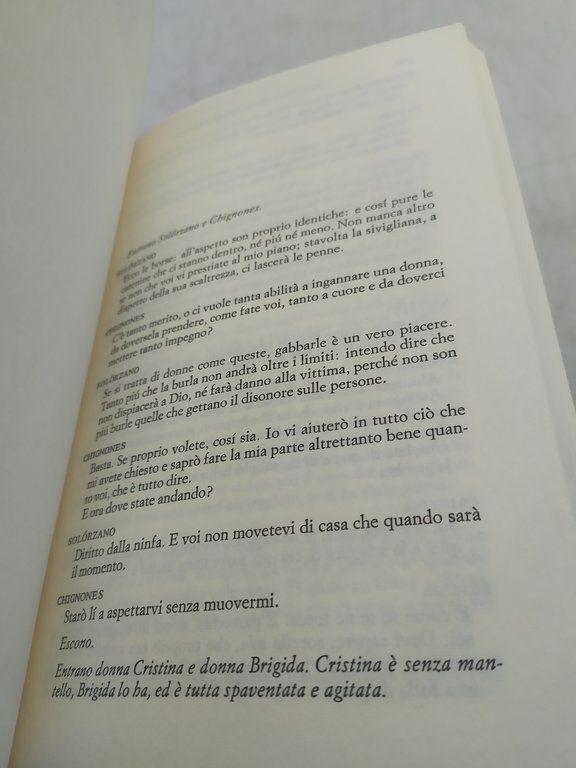 Entrano Solórzano e Chignones.
SOLÓRZANO
Ecco le borse: all'aspetto son proprio identiche: e cosí pure le
catenine che ci stanno dentro, né piú né meno. Non manca altro
se non che voi vi prestiate al mio piano; stavolta la sivigliana, a
dispetto della sua scaltrezza, ci lascerà le penne.
CHIGNONES
C'è tanto merito, o ci vuole tanta abilità a ingannare una donna,
da doversela prendere, come fate voi, tanto a cuore e da doverci
mettere tanto impegno?
SOLÓRZANO
Se si tratta di donne come queste, gabbarle è un vero piacere.
Tanto piú che la burla non andrà oltre i limiti: intendo dire che
non dispiacerà a Dio, né farà danno alla vittima, perché non son
piú burle quelle che gettano il disonore sulle persone.
CHIGNONES
Basta. Se proprio volete, cosí sia. Io vi aiuterò in tutto ciò che
mi avete chiesto e saprò fare la mia parte altrettanto bene quan-
to voi, che è tutto dire.
E ora dove state andando?
SOLÓRZANO
Diritto dalla ninfa. E voi non movetevi di casa che quando sarà
il momento.
CHIGNONES
Starò lí a aspettarvi senza muovermi.
Escono.
Entrano donna Cristina e donna Brigida. Cristina è senza man-
tello, Brigida lo ha, ed è tutta spaventata e agitata.